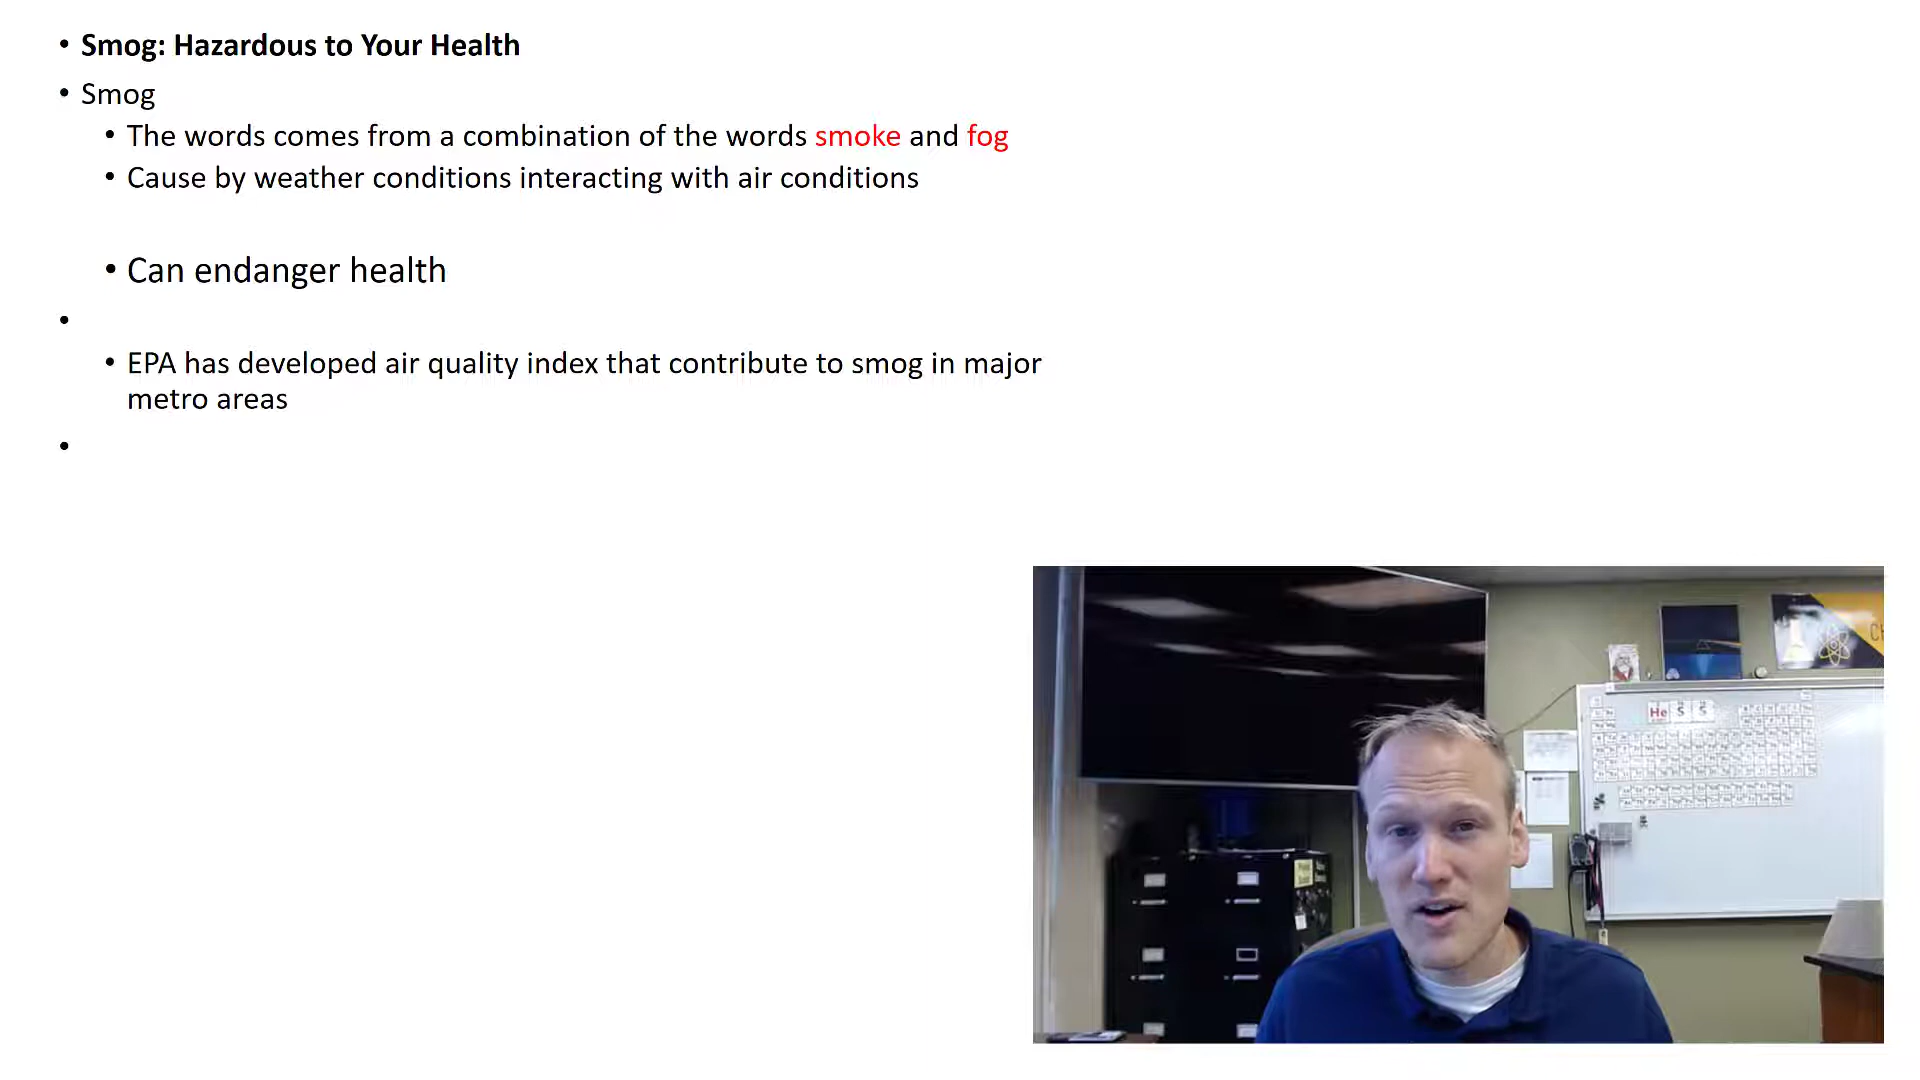 • Smog: Hazardous to Your Health
• Smog
• The words comes from a combination of the words smoke and fog
• Cause by weather conditions interacting with air conditions
• Can endanger health
•
• EPA has developed air quality index that contribute to smog in major
metro areas
•
He S S